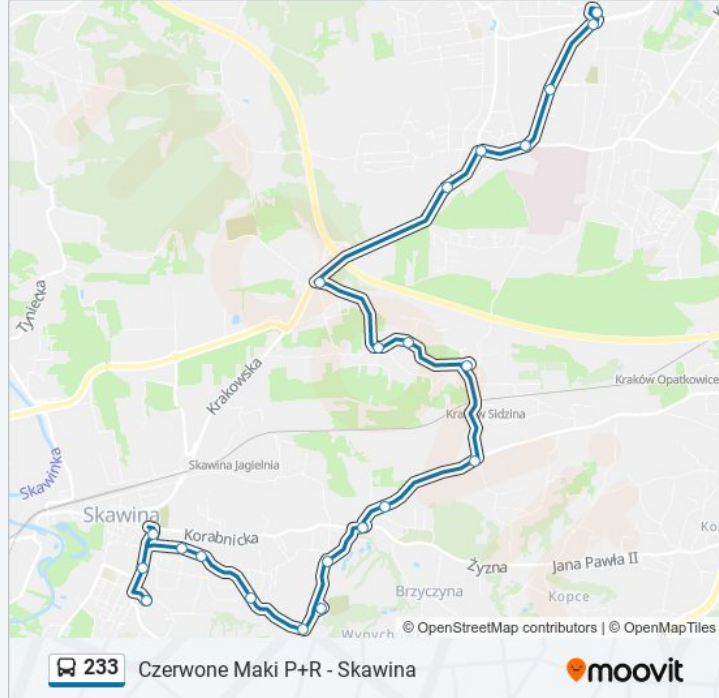 Tyniecka
Krakowska
Kraków Opatkowice
Kraków Sidzina
Skawina Jagielnia
Skawinka
Skawina
Korabnicka
Żyzna
Jana Pawła II
Brzyczyna
Kopce
© OpenStreetMap contributors | © OpenMapTiles
233 Czerwone Maki P+R - Skawina
moovit